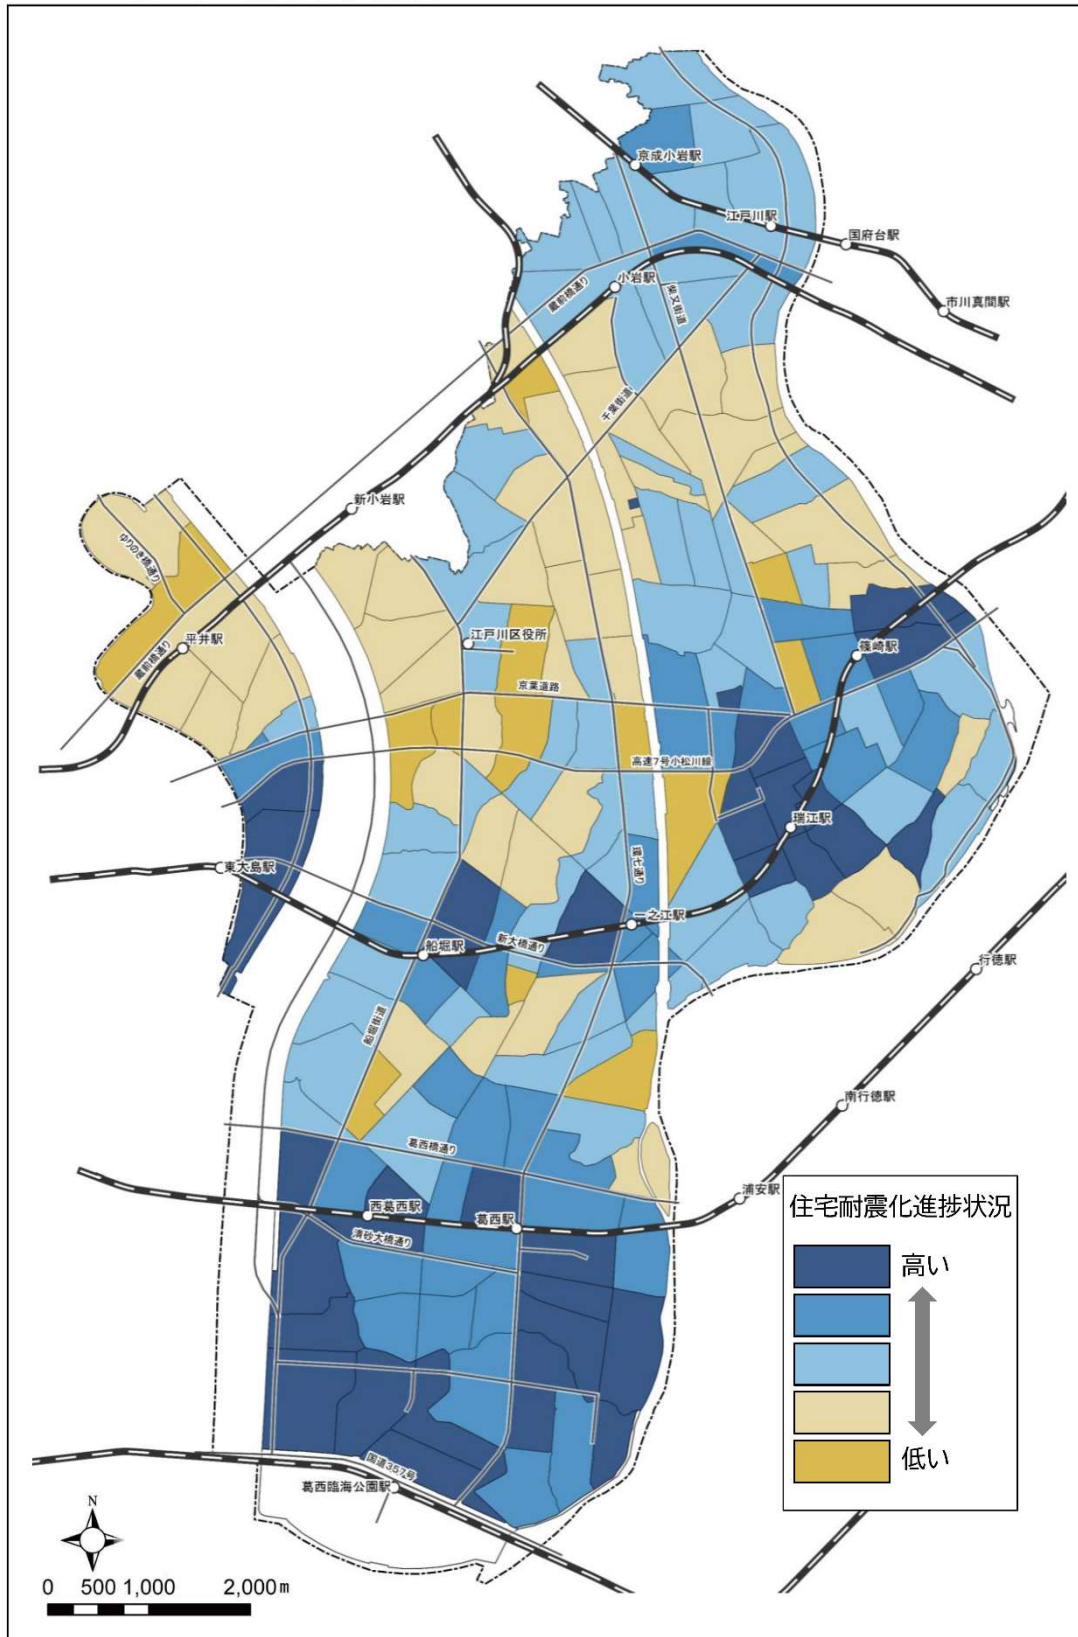 京成小岩駅
江戸川駅
国府台駅
市川真間駅
小岩駅
蔵前橋通り
柴又街道
千葉街道
新小岩駅
ゆりのき橋通り
平井駅
蔵前橋通り
江戸川区役所
京葉道路
篠崎駅
高速7号小松川線
瑞江駅
環七通り
東大島駅
一之江駅
船堀駅
新大橋通り
行徳駅
船堀街道
南行徳駅
葛西橋通り
浦安駅
西葛西駅
葛西駅
清砂大橋通り
住宅耐震化進捗状況
高い
低い
国道357号
葛西臨海公園駅
N
0 500 1,000 2,000m